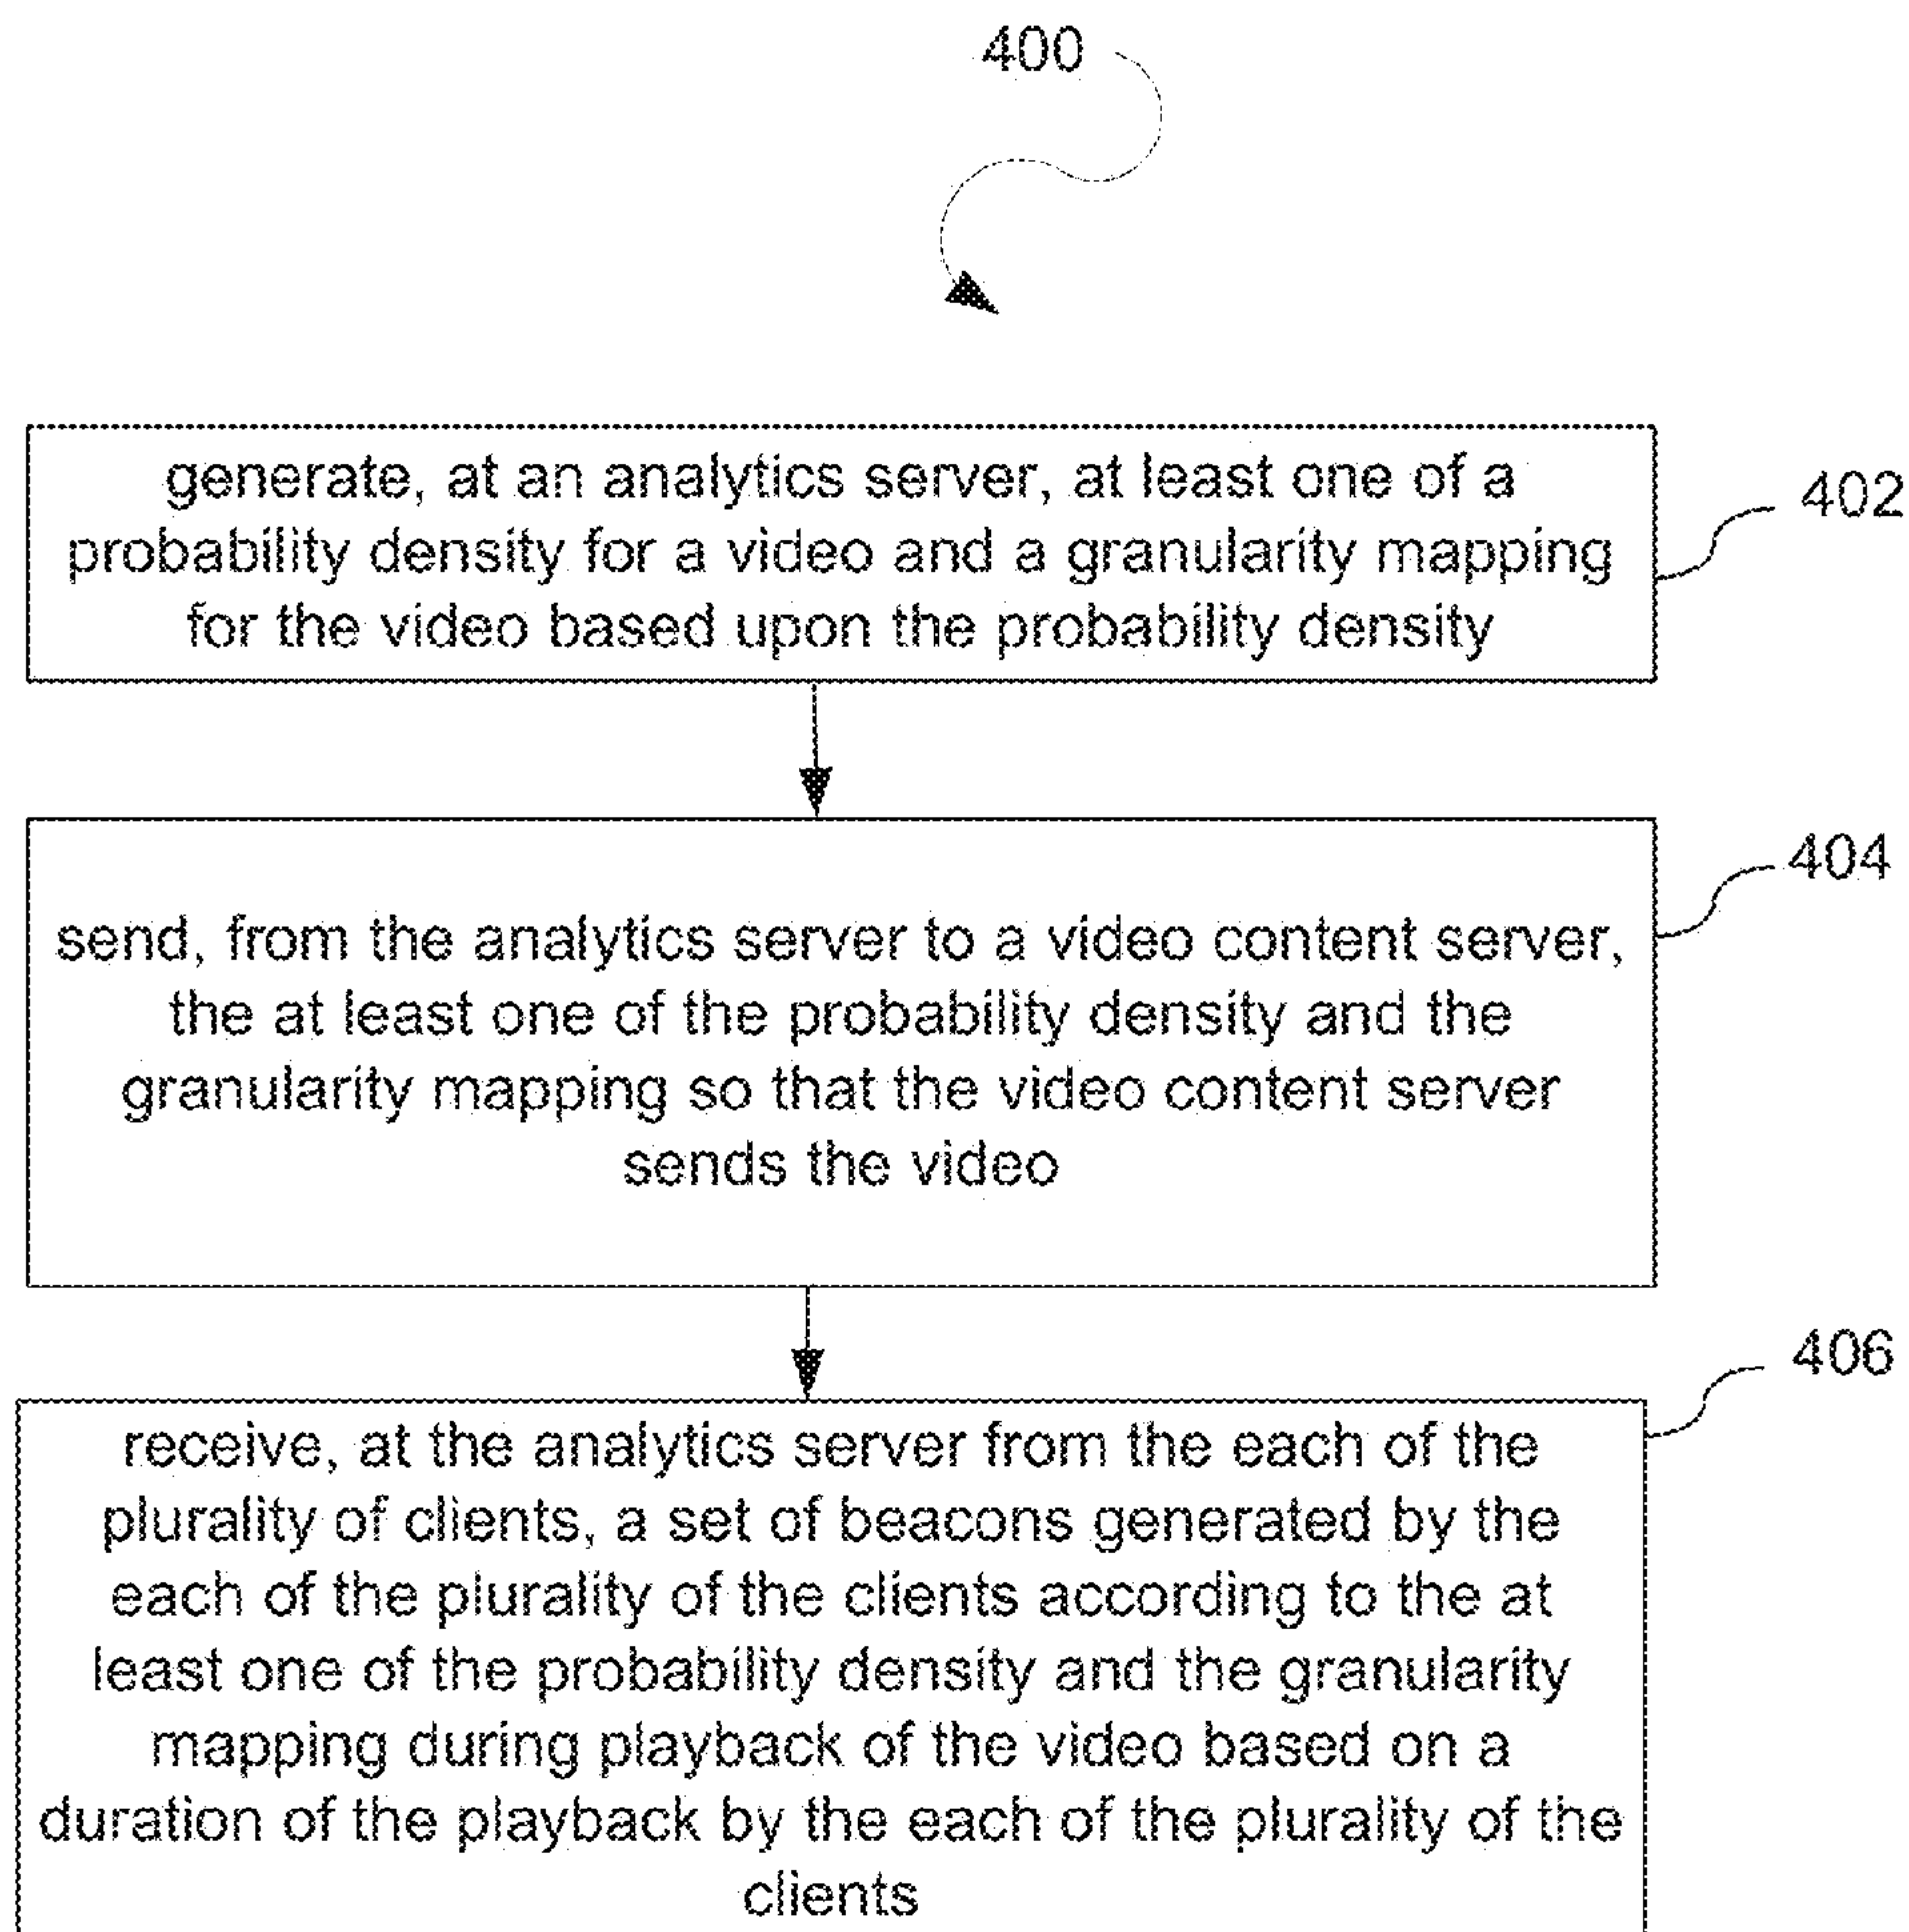 400
generate, at an analytics server, at least one of a
probability density for a video and a granularity mapping
for the video based upon the probability density
402
send, from the analytics server to a video content server,
the at least one of the probability density and the
granularity mapping so that the video content server
sends the video
404
receive, at the analytics server from the each of the
plurality of clients, a set of beacons generated by the
each of the plurality of the clients according to the at
least one of the probability density and the granularity
mapping during playback of the video based on a
duration of the playback by the each of the plurality of the
clients
406